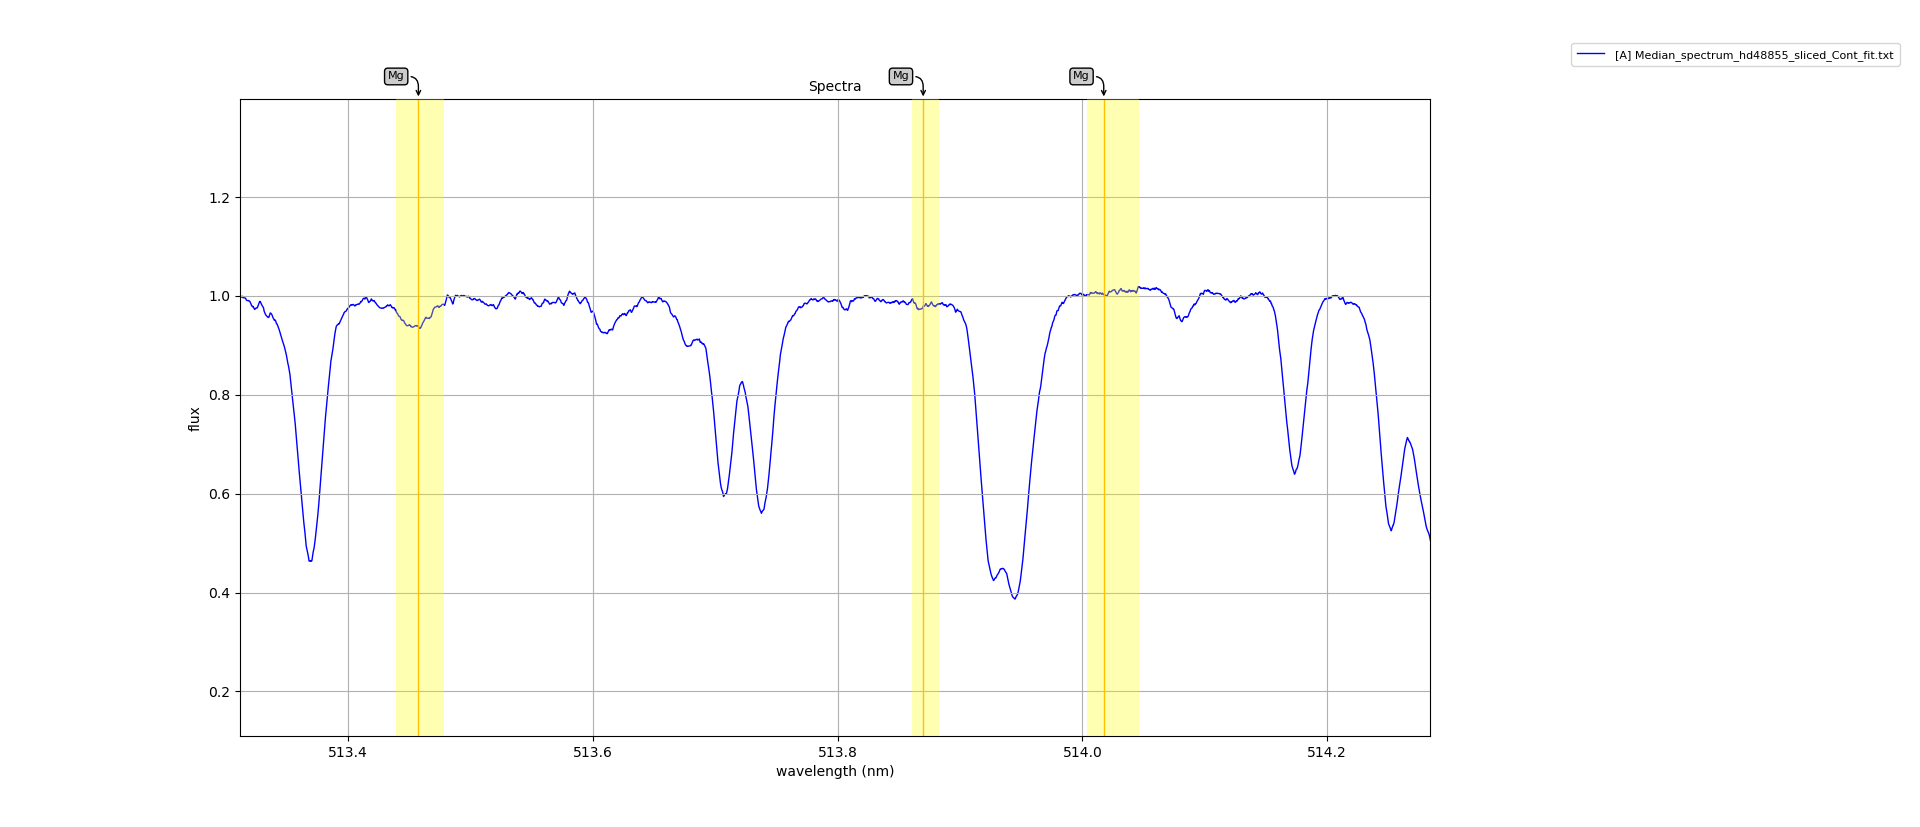 [A] Median_spectrum_hd48855_sliced_Cont_fit.txt
Mg Mg Mg
Spectra
1.2
1.0
0.8
0.6
0.4
0.2
flux
513.4 513.6 513.8 514.0 514.2
wavelength (nm)